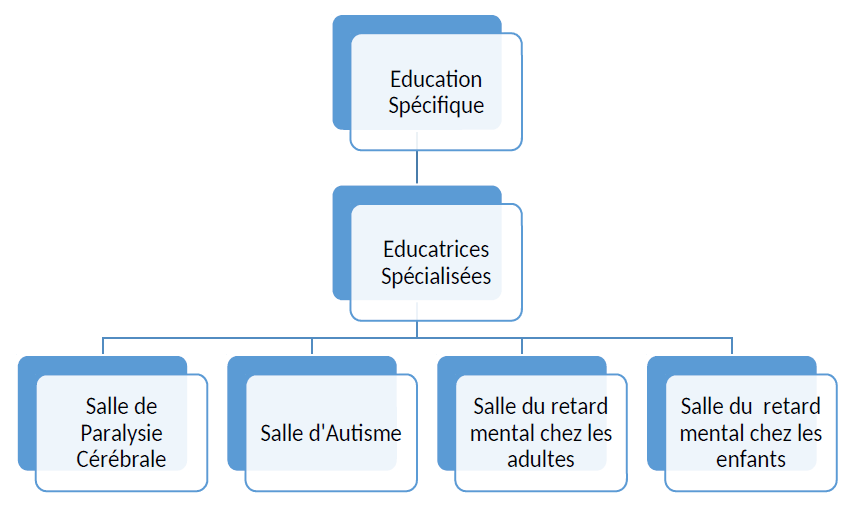 Education
Spécifique
Educatrices
Spécialisées
Salle de
Paralysie
Cérébrale
Salle d'Autisme
Salle du retard
mental chez les
adultes
Salle du  retard
mental chez les
enfants